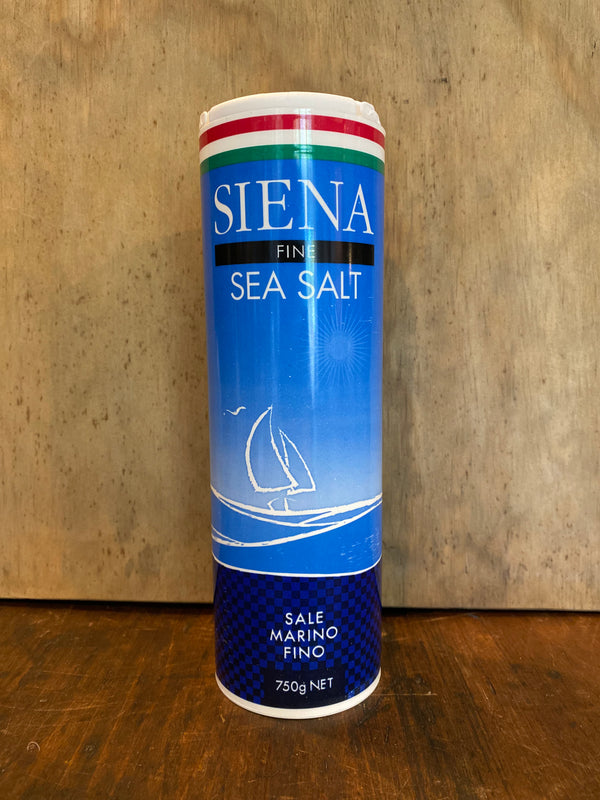 SIENA
FINE
SEA SALT
SALE
MARINO
FINO
750g NET